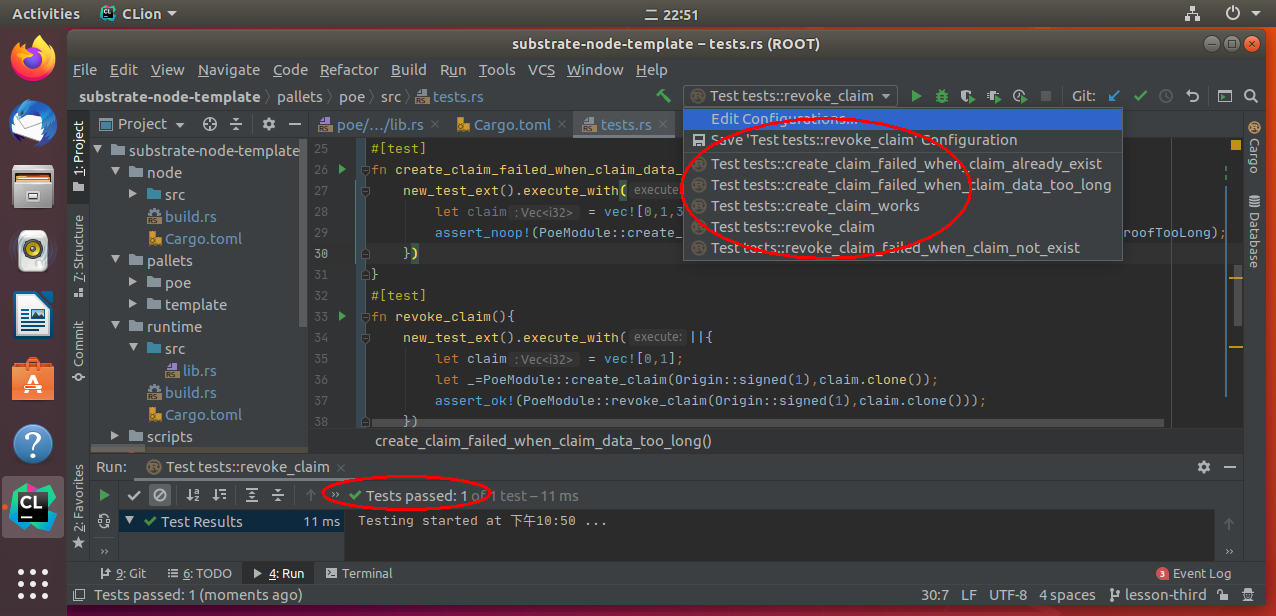 Activities CLion 二 22:51
substrate-node-template – tests.rs (ROOT)
File Edit View Navigate Code Refactor Build Run Tools VCS Window Help
substrate-node-template pallets poe src tests.rs Test tests::revoke_claim Git:
Project poe/.../lib.rs Cargo.toml tests.rs
Edit Configurations...
Save 'Test tests::revoke_claim' Configuration
Test tests::create_claim_failed_when_claim_already_exist
Test tests::create_claim_failed_when_claim_data_too_long
Test tests::create_claim_works
Test tests::revoke_claim
Test tests::revoke_claim_failed_when_claim_not_exist
1: Project
7: Structure
Commit
2: Favorites
substrate-node-template
node
src
build.rs
Cargo.toml
pallets
poe
template
runtime
src
lib.rs
build.rs
Cargo.toml
scripts
25 #[test]
26 fn create_claim_failed_when_claim_data_
27 new_test_ext().execute_with( execute:
28 let claim : Vec<i32> = vec![0,1,3
29 assert_noop!(PoeModule::create_ roofTooLong);
30 })
31 }
32 #[test]
33 fn revoke_claim(){
34 new_test_ext().execute_with( execute: ||{
35 let claim : Vec<i32> = vec![0,1];
36 let _=PoeModule::create_claim(Origin::signed(1),claim.clone());
37 assert_ok!(PoeModule::revoke_claim(Origin::signed(1),claim.clone()));
38 })
create_claim_failed_when_claim_data_too_long()
Cargo
Database
Run: Test tests::revoke_claim
Tests passed: 1 of 1 test – 11 ms
Test Results 11 ms
Testing started at 下午10:50 ...
9: Git 6: TODO 4: Run Terminal 3 Event Log
Tests passed: 1 (moments ago) 30:7 LF UTF-8 4 spaces lesson-third